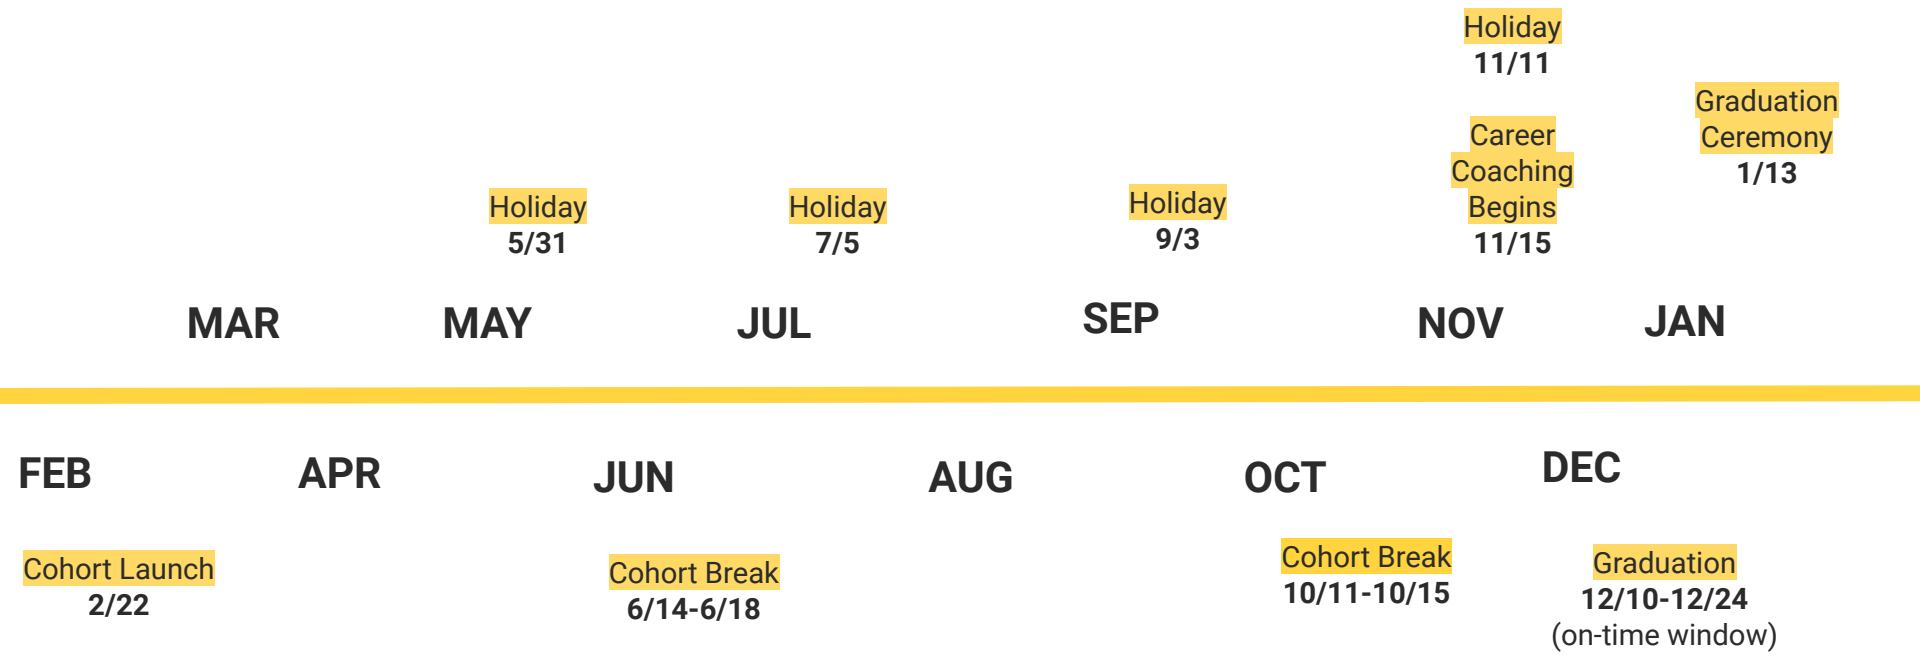 Holiday
11/11
Career
Coaching
Begins
11/15
Graduation
Ceremony
1/13
Holiday
5/31
Holiday
7/5
Holiday
9/3
MAR
MAY
JUL
SEP
NOV
JAN
FEB
APR
JUN
AUG
OCT
DEC
Cohort Launch
2/22
Cohort Break
6/14-6/18
Cohort Break
10/11-10/15
Graduation
12/10-12/24
(on-time window)